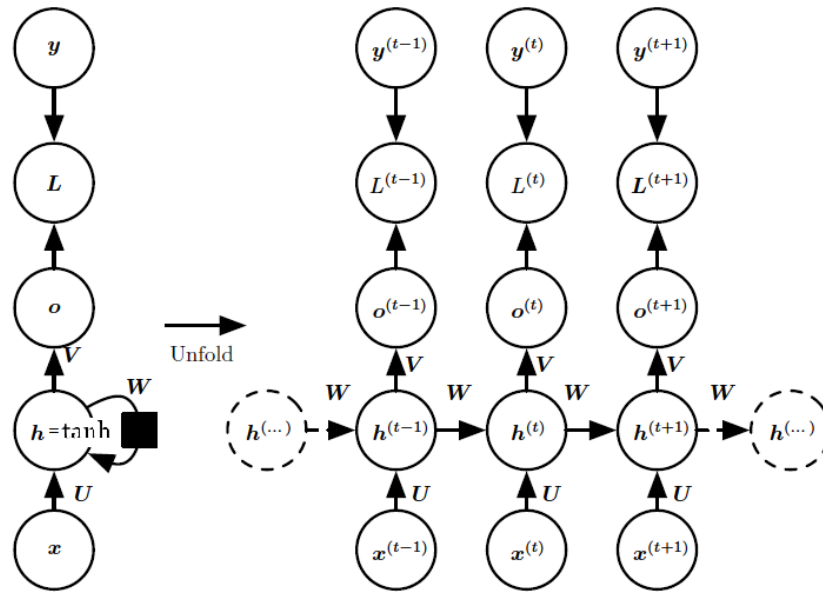 y y^(t−1) y^(t) y^(t+1)
L L^(t−1) L^(t) L^(t+1)
o o^(t−1) o^(t) o^(t+1)
Unfold
V V V V
W W W W W
h=tanh h^(...) h^(t−1) h^(t) h^(t+1) h^(...)
U U U U
x x^(t−1) x^(t) x^(t+1)